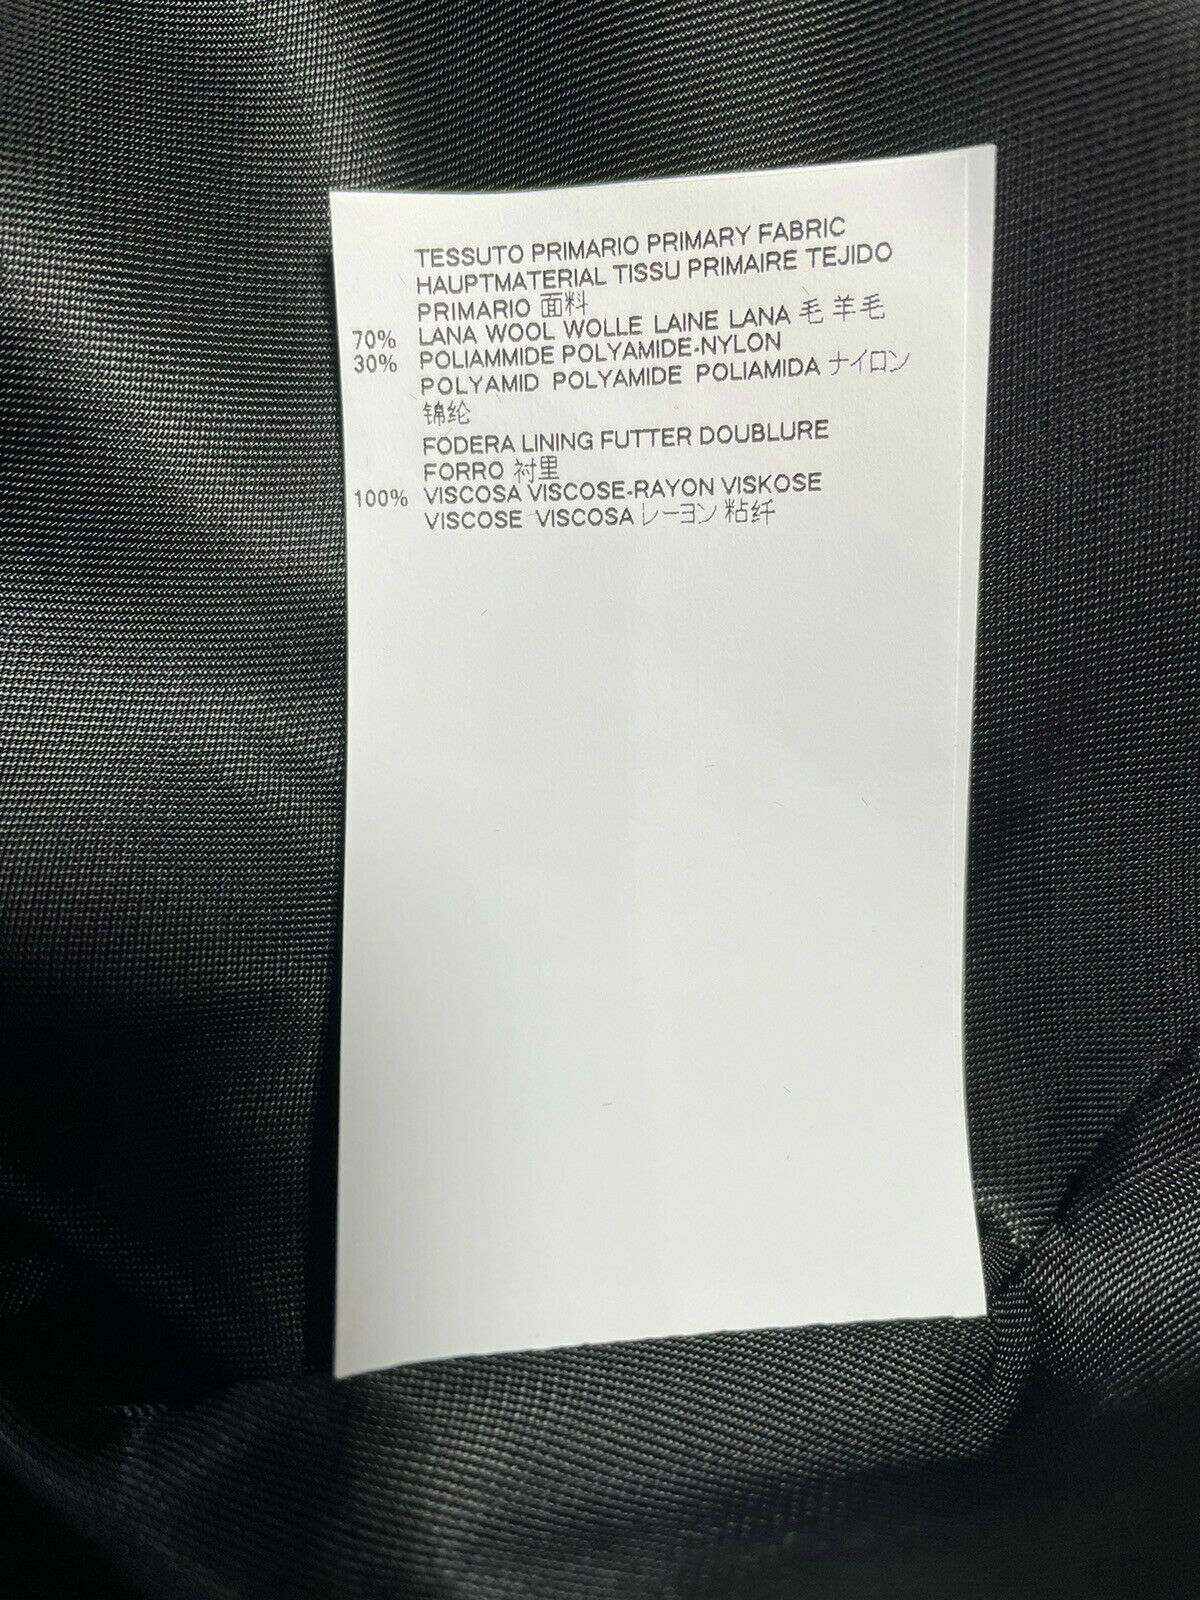 TESSUTO PRIMARIO PRIMARY FABRIC
HAUPTMATERIAL TISSU PRIMAIRE TEJIDO
PRIMARIO 面料
70% LANA WOOL WOLLE LAINE LANA 毛 羊毛
30% POLIAMMIDE POLYAMIDE-NYLON
POLYAMID POLYAMIDE POLIAMIDA ナイロン
锦纶
FODERA LINING FUTTER DOUBLURE
FORRO 衬里
100% VISCOSA VISCOSE-RAYON VISKOSE
VISCOSE VISCOSA レーヨン 粘纤